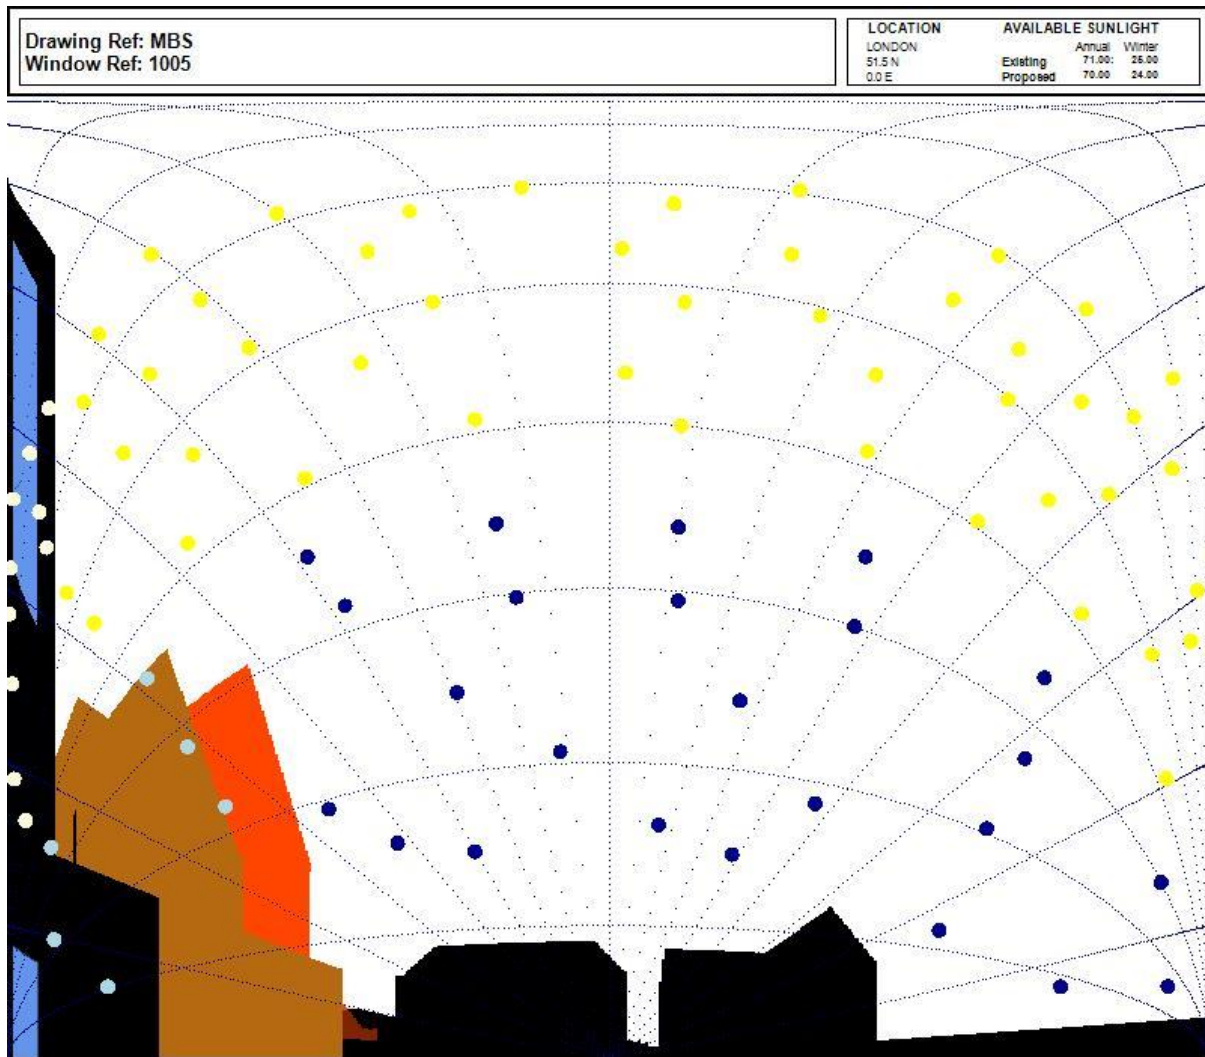 Drawing Ref: MBS
Window Ref: 1005
LOCATION
LONDON
51.5 N
0.0 E
AVAILABLE SUNLIGHT
Annual Winter
Existing 71.00: 25.00
Proposed 70.00 24.00